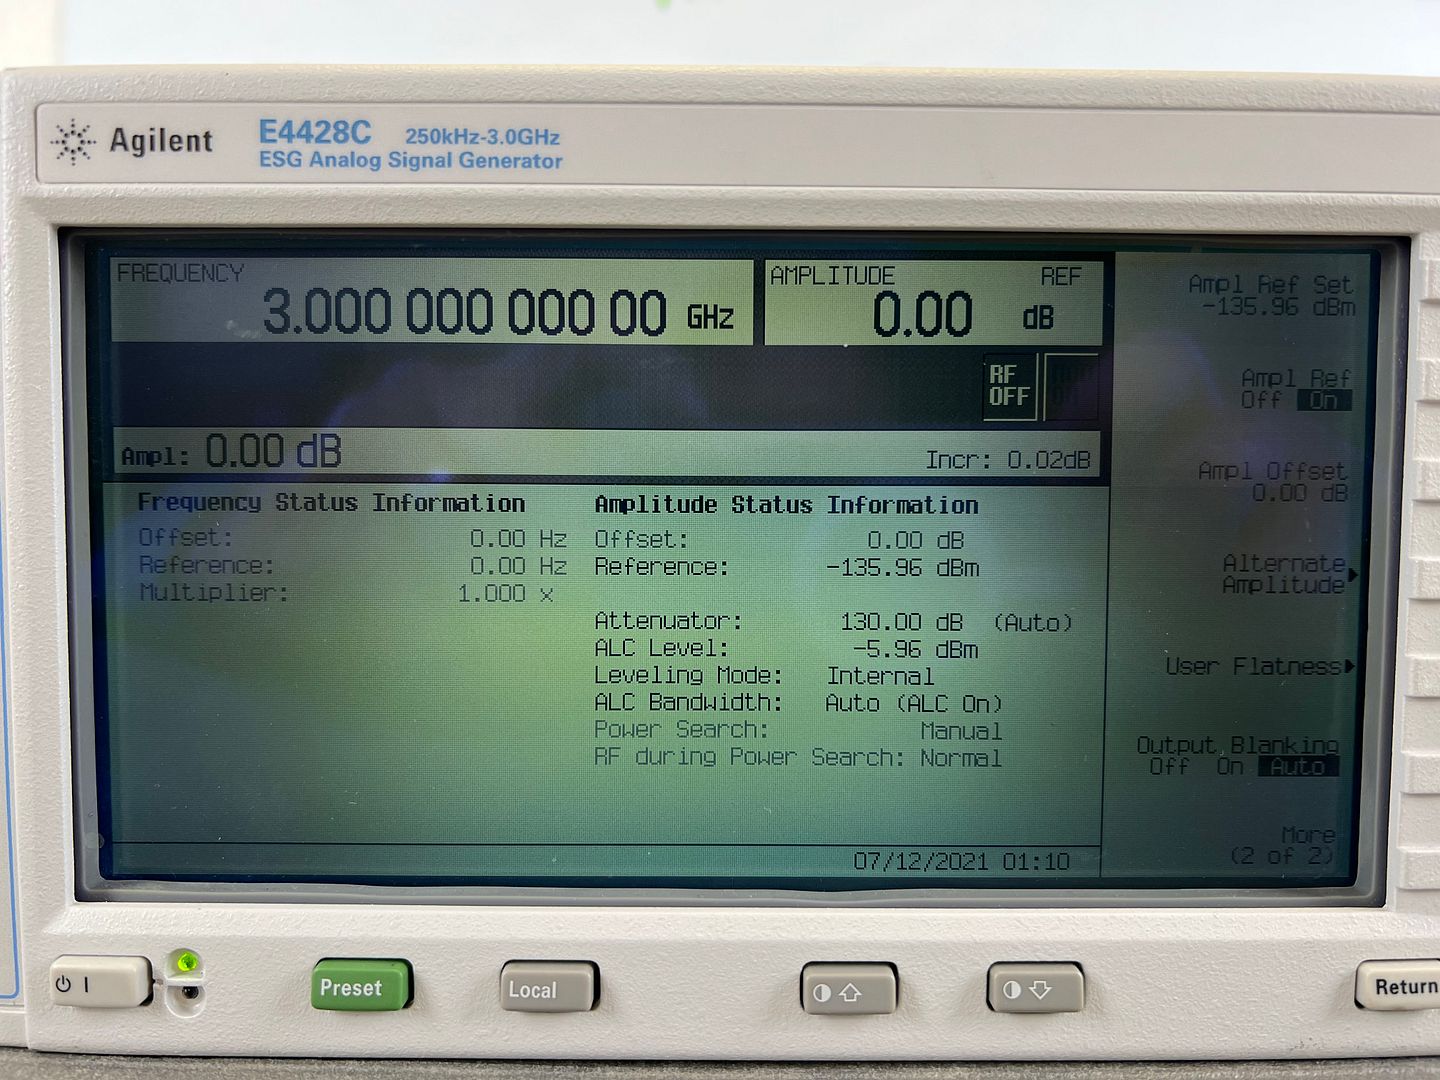 Agilent
E4428C 250kHz-3.0GHz
ESG Analog Signal Generator
FREQUENCY
3.000 000 000 00 GHz
AMPLITUDE REF
0.00 dB
RF
OFF
Ampl: 0.00 dB
Incr: 0.02dB
Frequency Status Information
Offset: 0.00 Hz
Reference: 0.00 Hz
Multiplier: 1.000 x
Amplitude Status Information
Offset: 0.00 dB
Reference: -135.96 dBm
Attenuator: 130.00 dB (Auto)
ALC Level: -5.96 dBm
Leveling Mode: Internal
ALC Bandwidth: Auto (ALC On)
Power Search: Manual
RF during Power Search: Normal
07/12/2021 01:10
Ampl Ref Set
-135.96 dBm
Ampl Ref
Off On
Ampl Offset
0.00 dB
Alternate
Amplitude
User Flatness
Output Blanking
Off On Auto
More
(2 of 2)
Preset
Local
Return